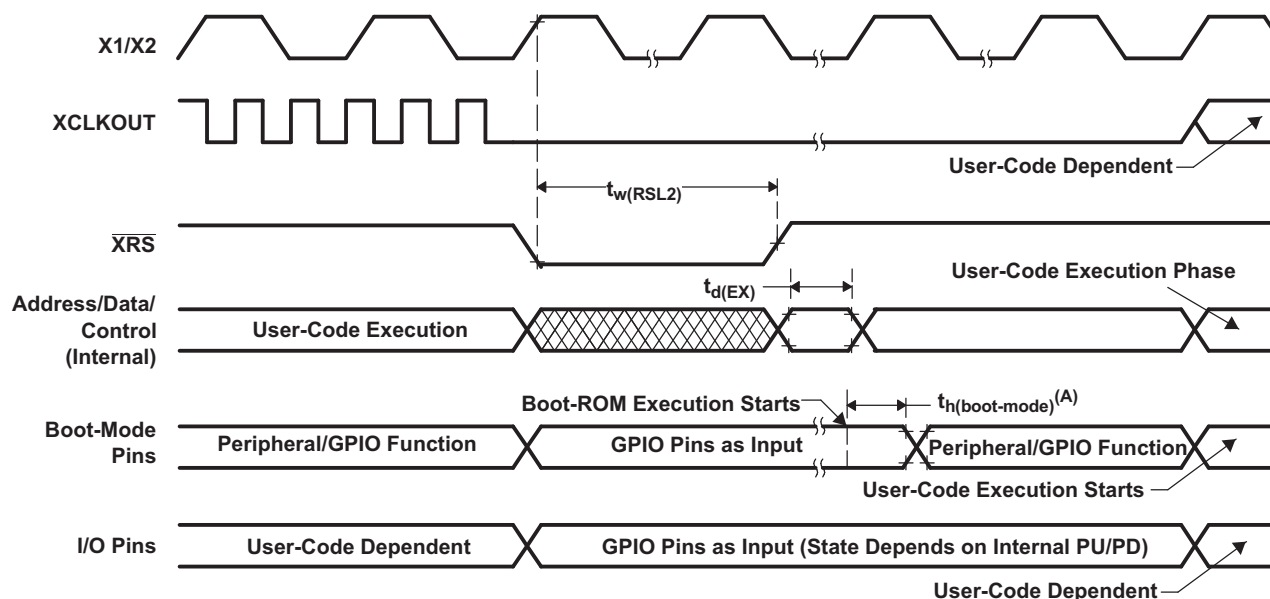 X1/X2
XCLKOUT
User-Code Dependent
tw(RSL2)
XRS
User-Code Execution Phase
td(EX)
Address/Data/
Control
(Internal)
User-Code Execution
Boot-ROM Execution Starts
th(boot-mode)(A)
Boot-Mode
Pins
Peripheral/GPIO Function
GPIO Pins as Input
Peripheral/GPIO Function
User-Code Execution Starts
I/O Pins
User-Code Dependent
GPIO Pins as Input (State Depends on Internal PU/PD)
User-Code Dependent